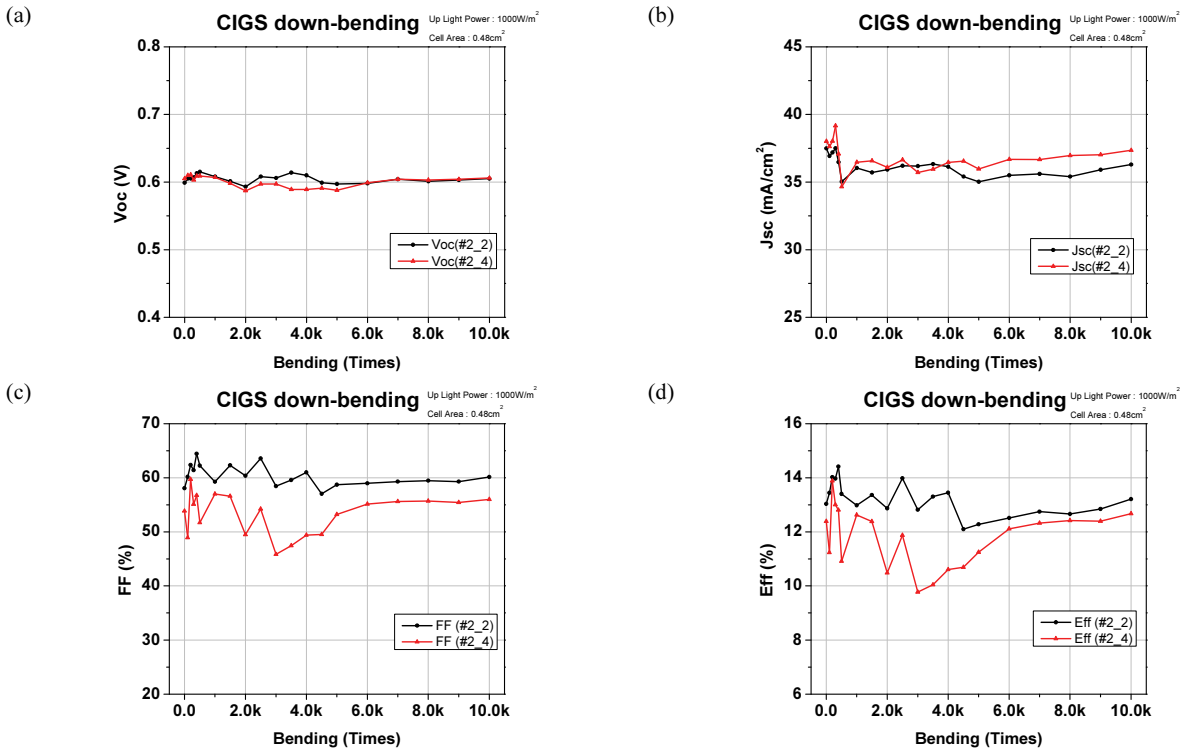 (a)
CIGS down-bending
Up Light Power : 1000W/m²
Cell Area : 0.48cm²
0.8
0.7
0.6
0.5
0.4
Voc (V)
Voc(#2_2)
Voc(#2_4)
0.0 2.0k 4.0k 6.0k 8.0k 10.0k
Bending (Times)
(b)
CIGS down-bending
Up Light Power : 1000W/m²
Cell Area : 0.48cm²
45
40
35
30
25
Jsc (mA/cm²)
Jsc(#2_2)
Jsc(#2_4)
0.0 2.0k 4.0k 6.0k 8.0k 10.0k
Bending (Times)
(c)
CIGS down-bending
Up Light Power : 1000W/m²
Cell Area : 0.48cm²
70
60
50
40
30
20
FF (%)
FF (#2_2)
FF (#2_4)
0.0 2.0k 4.0k 6.0k 8.0k 10.0k
Bending (Times)
(d)
CIGS down-bending
Up Light Power : 1000W/m²
Cell Area : 0.48cm²
16
14
12
10
8
6
Eff (%)
Eff (#2_2)
Eff (#2_4)
0.0 2.0k 4.0k 6.0k 8.0k 10.0k
Bending (Times)